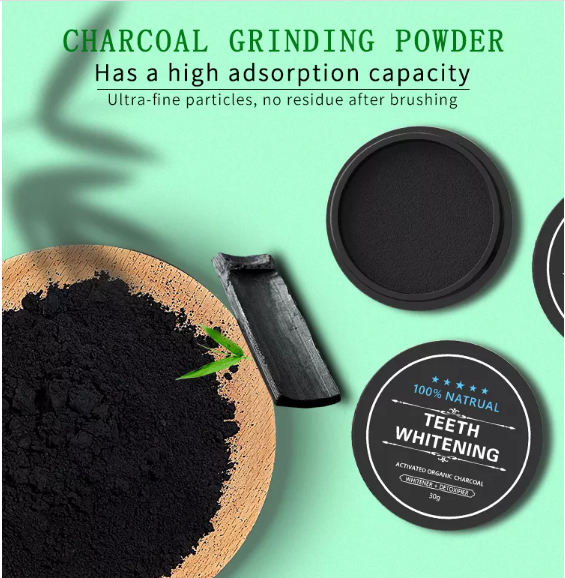 CHARCOAL GRINDING POWDER
Has a high adsorption capacity
Ultra-fine particles, no residue after brushing
100% NATRUAL
TEETH
WHITENING
ACTIVATED ORGANIC CHARCOAL
WHITENER + DETOXIFIER
30g